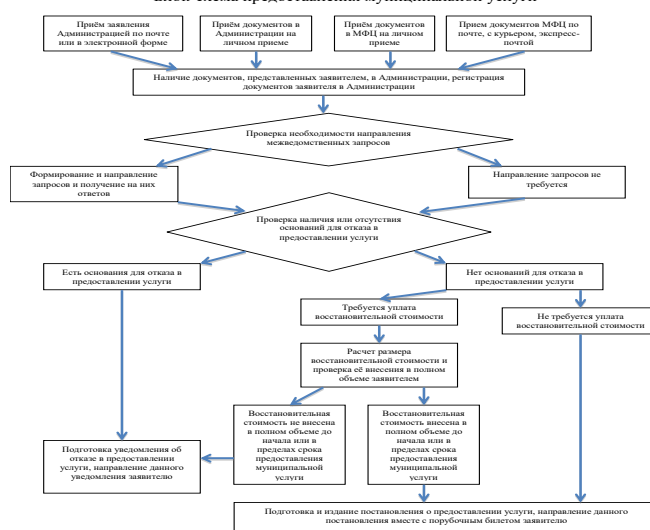 Блок-схема предоставления муниципальной услуги
Приём заявления
Администрацией по почте
или в электронной форме
Приём документов в
Администрации на
личном приеме
Приём документов
в МФЦ на личном
приеме
Прием документов МФЦ по
почте, с курьером, экспресс-
почтой
Наличие документов, представленных заявителем, в Администрации, регистрация
документов заявителя в Администрации
Проверка необходимости направления
межведомственных запросов
Формирование и направление
запросов и получение на них
ответов
Направление запросов не
требуется
Проверка наличия или отсутствия
оснований для отказа в
предоставлении услуги
Есть основания для отказа в
предоставлении услуги
Нет оснований для отказа в
предоставлении услуги
Требуется уплата
восстановительной стоимости
Не требуется уплата
восстановительной стоимости
Расчет размера
восстановительной стоимости и
проверка её внесения в полном
объеме заявителем
Восстановительная
стоимость не внесена
в полном объеме до
начала или в
пределах срока
предоставления
муниципальной
услуги
Восстановительная
стоимость внесена в
полном объеме до
начала или в
пределах срока
предоставления
муниципальной
услуги
Подготовка уведомления об
отказе в предоставлении
услуги, направление данного
уведомления заявителю
Подготовка и издание постановления о предоставлении услуги, направление данного
постановления вместе с порубочным билетом заявителю